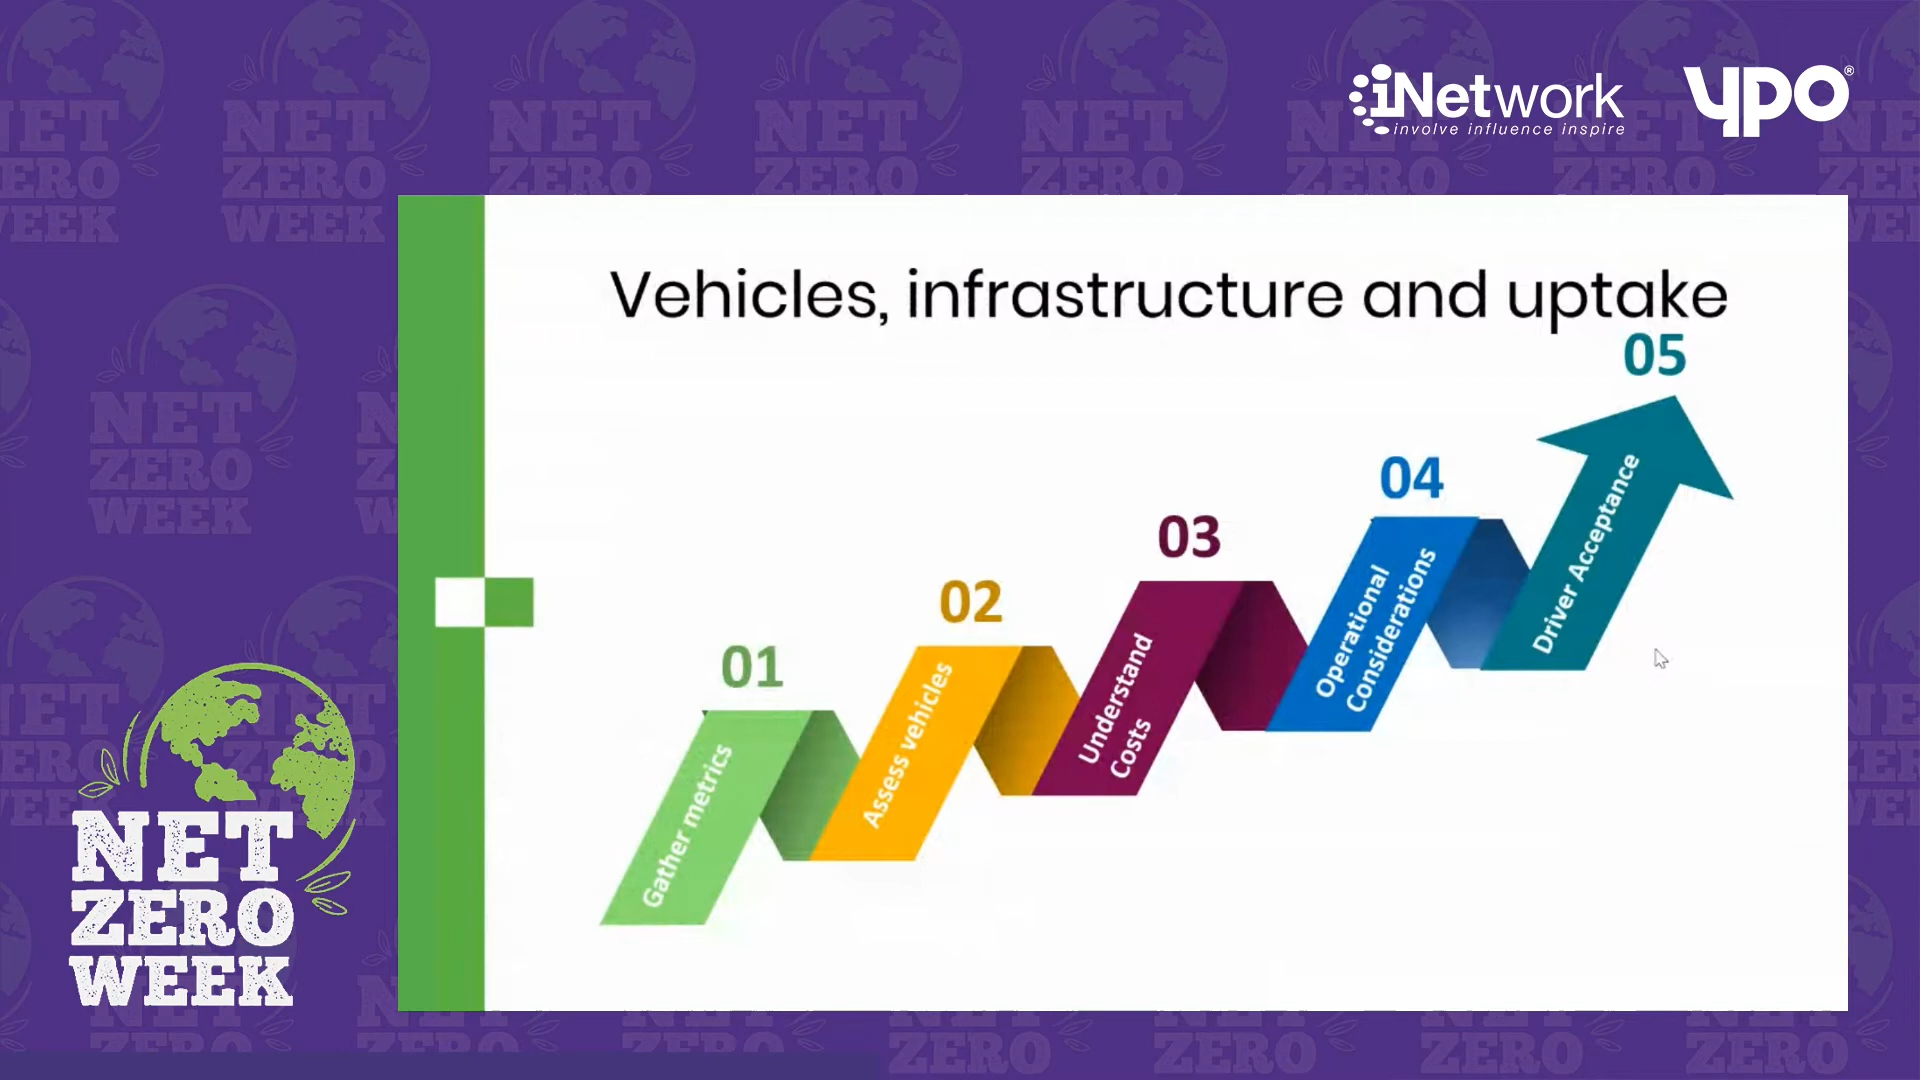 iNetwork
involve influence inspire
ypo®
Vehicles, infrastructure and uptake
01
Gather metrics
02
Assess vehicles
03
Understand
Costs
04
Operational
Considerations
05
Driver Acceptance
NET
ZERO
WEEK